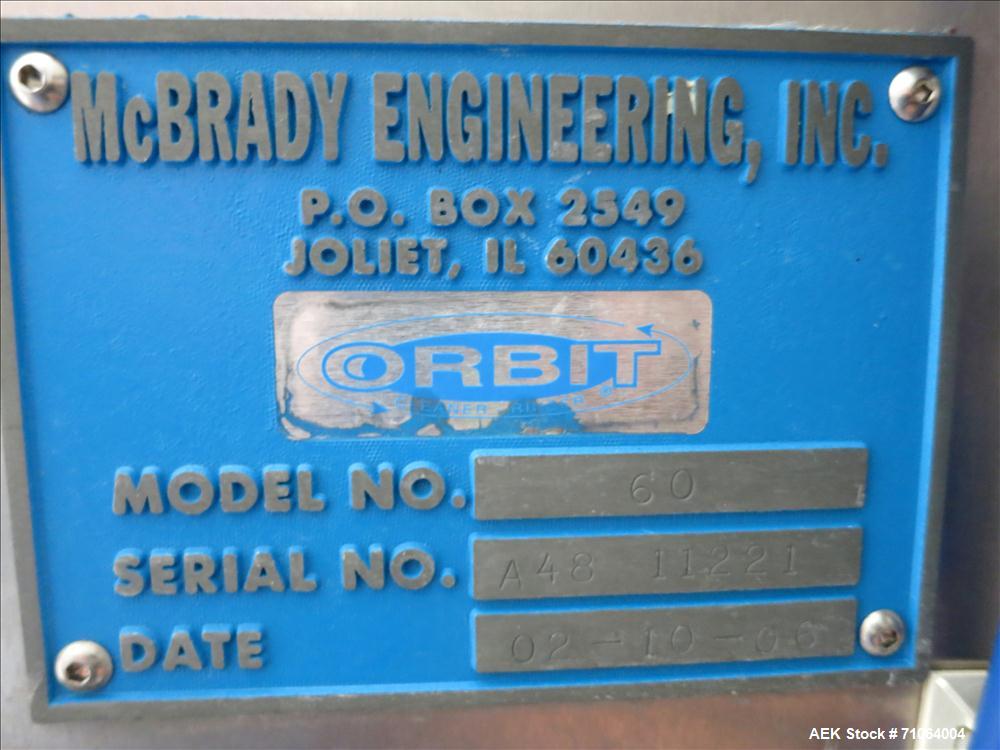 McBRADY ENGINEERING, INC.
P.O. BOX 2549
JOLIET, IL 60436
ORBIT
CLEANER
MODEL NO. 60
SERIAL NO. A48 11221
DATE 02-10-06
AEK Stock # 71064004